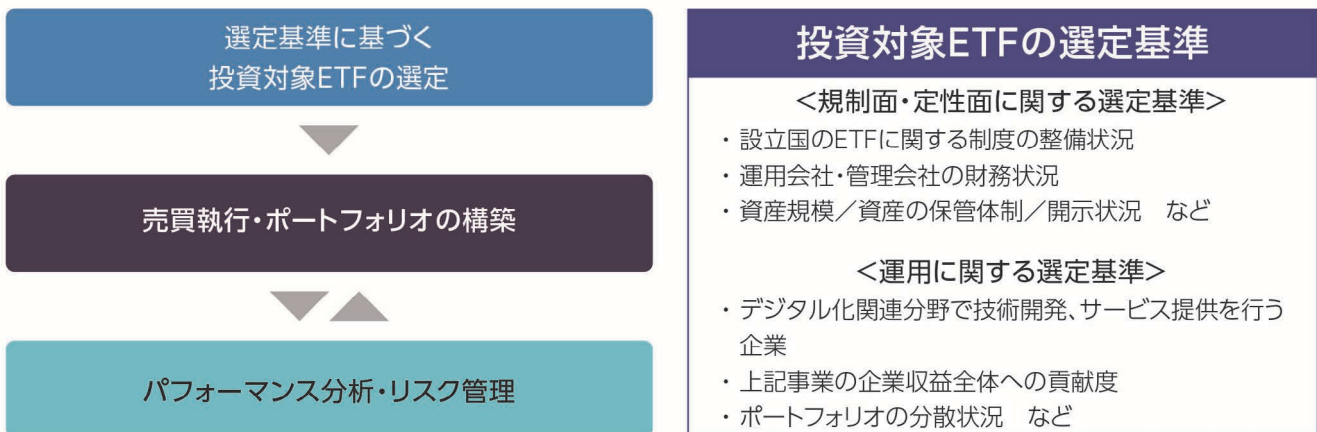 選定基準に基づく
投資対象ETFの選定
売買執行・ポートフォリオの構築
パフォーマンス分析・リスク管理
投資対象ETFの選定基準
＜規制面・定性面に関する選定基準＞
・設立国のETFに関する制度の整備状況
・運用会社・管理会社の財務状況
・資産規模／資産の保管体制／開示状況　など
＜運用に関する選定基準＞
・デジタル化関連分野で技術開発、サービス提供を行う
企業
・上記事業の企業収益全体への貢献度
・ポートフォリオの分散状況　など